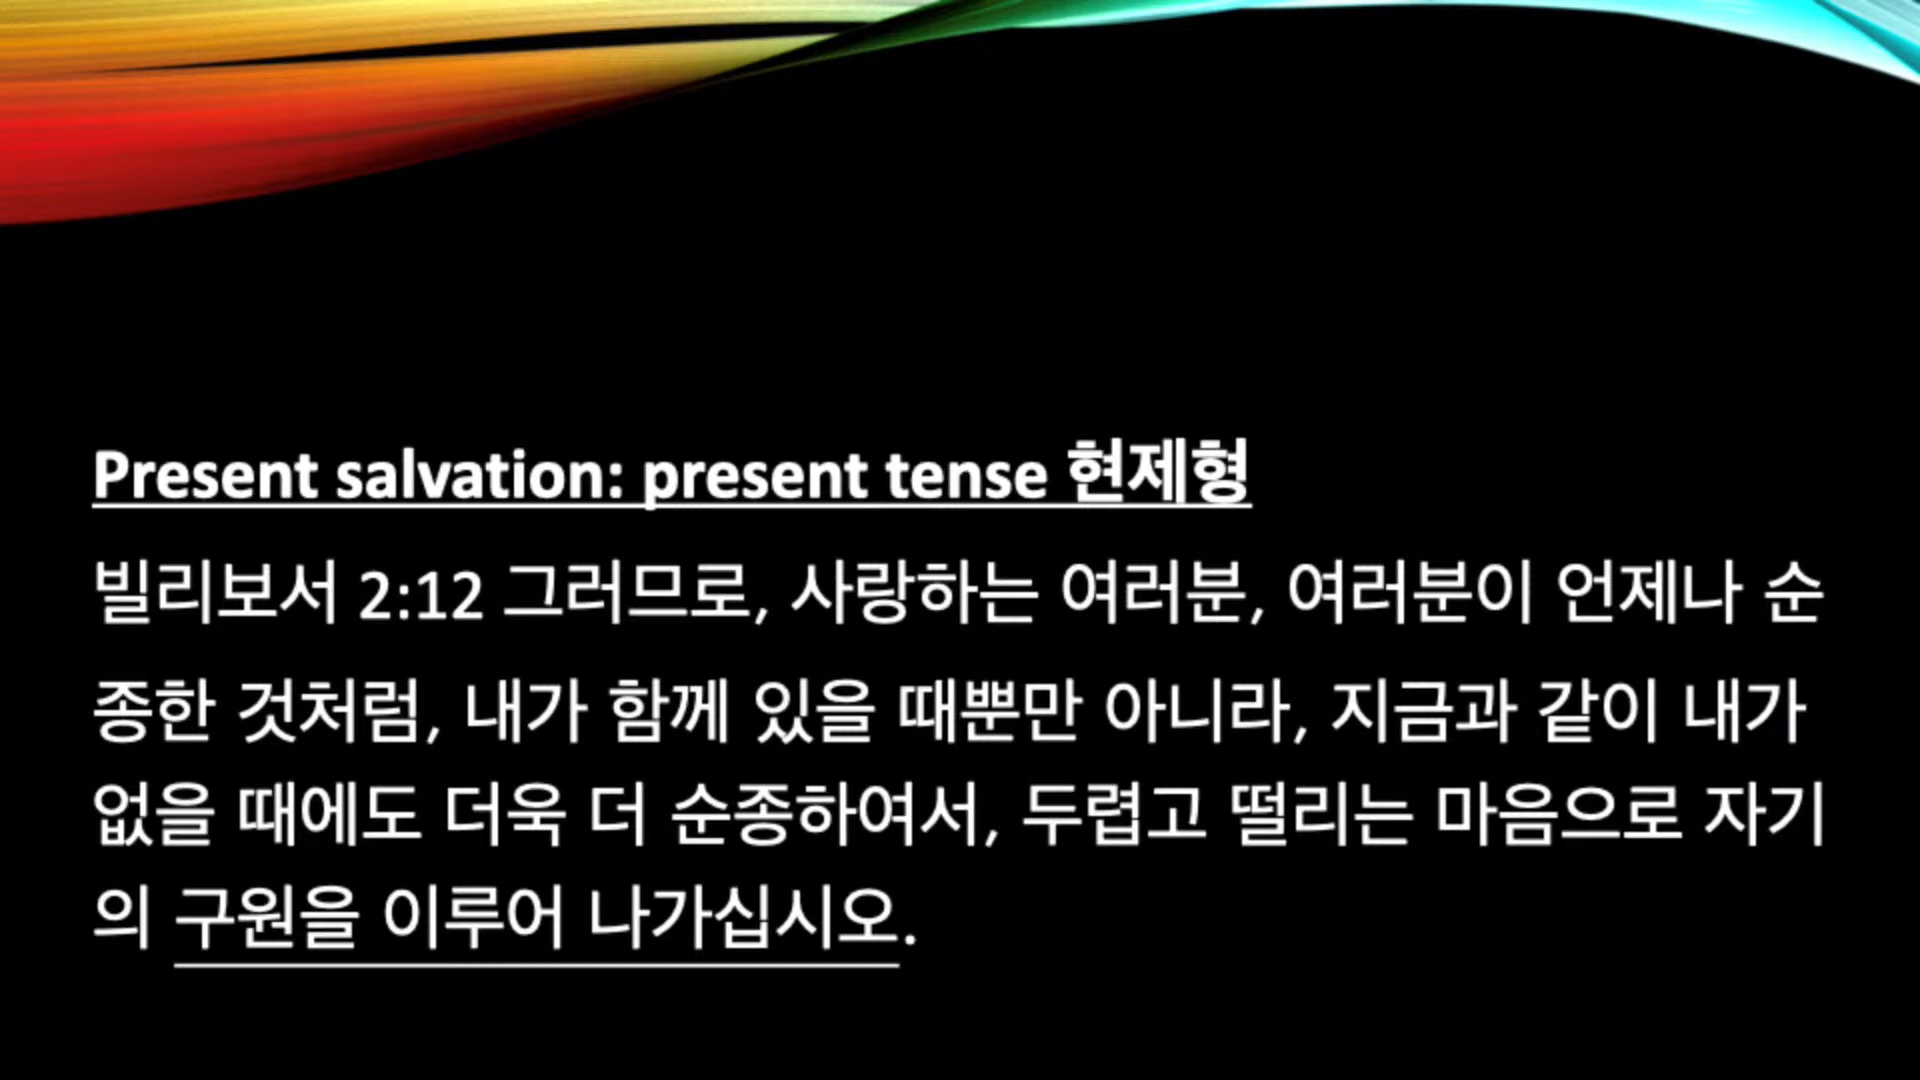 Present salvation: present tense 현제형
빌리보서 2:12 그러므로, 사랑하는 여러분, 여러분이 언제나 순
종한 것처럼, 내가 함께 있을 때뿐만 아니라, 지금과 같이 내가
없을 때에도 더욱 더 순종하여서, 두렵고 떨리는 마음으로 자기
의 구원을 이루어 나가십시오.